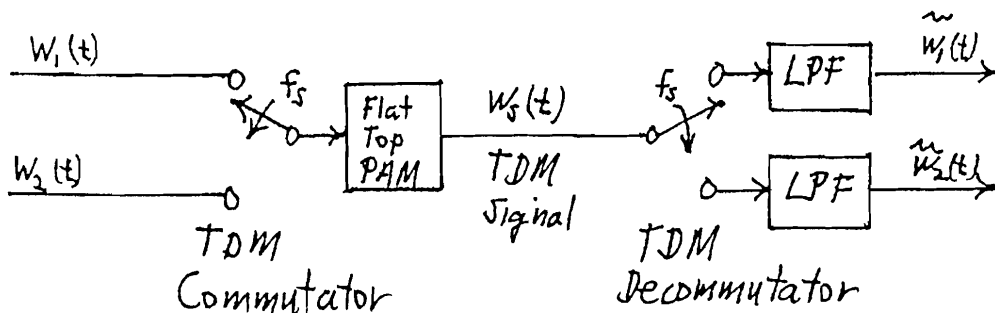 W₁(t)
fs
Flat
Top
PAM
Ws(t)
TDM
Signal
fs
LPF
w̃₁(t)
W₂(t)
TDM
Commutator
TDM
Decommutator
LPF
w̃₂(t)